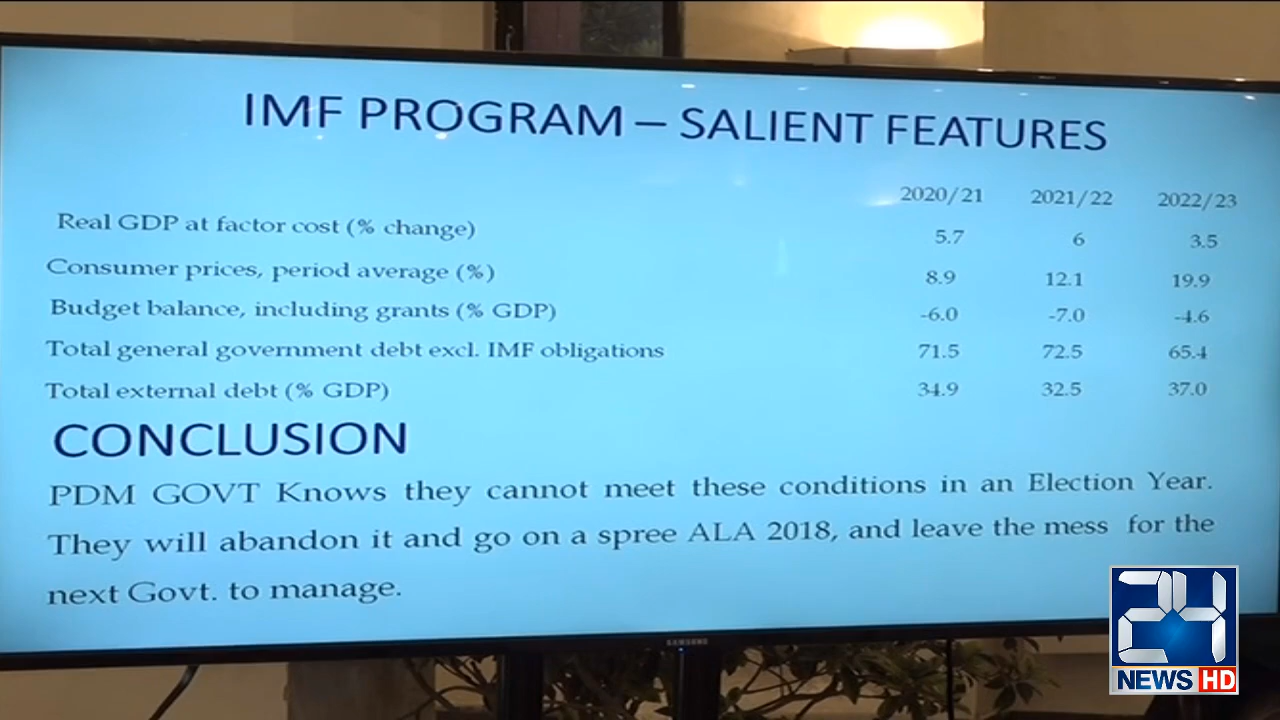 IMF PROGRAM – SALIENT FEATURES
2020/21 2021/22 2022/23
Real GDP at factor cost (% change) 5.7 6 3.5
Consumer prices, period average (%) 8.9 12.1 19.9
Budget balance, including grants (% GDP) -6.0 -7.0 -4.6
Total general government debt excl. IMF obligations 71.5 72.5 65.4
Total external debt (% GDP) 34.9 32.5 37.0
CONCLUSION
PDM GOVT Knows they cannot meet these conditions in an Election Year.
They will abandon it and go on a spree ALA 2018, and leave the mess for the
next Govt. to manage.
SAMSUNG
24
NEWS HD